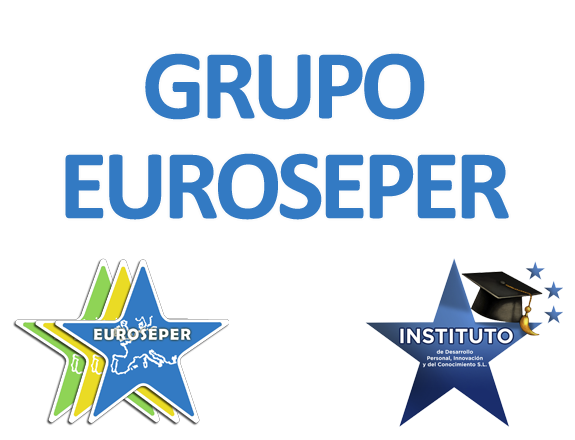 GRUPO
EUROSEPER
EUROSEPER
INSTITUTO
de Desarrollo
Personal, Innovación
y del Conocimiento S.L.